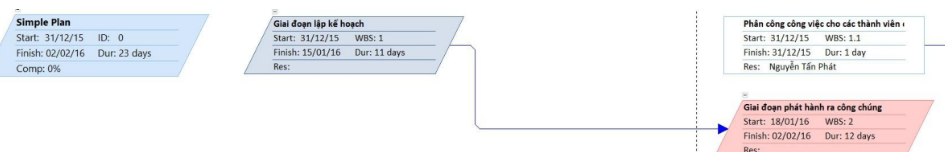 Simple Plan
Start: 31/12/15 ID: 0
Finish: 02/02/16 Dur: 23 days
Comp: 0%
Giai đoạn lập kế hoạch
Start: 31/12/15 WBS: 1
Finish: 15/01/16 Dur: 11 days
Res:
Phân công công việc cho các thành viên
Start: 31/12/15 WBS: 1.1
Finish: 31/12/15 Dur: 1 day
Res: Nguyễn Tấn Phát
Giai đoạn phát hành ra công chúng
Start: 18/01/16 WBS: 2
Finish: 02/02/16 Dur: 12 days
Res: